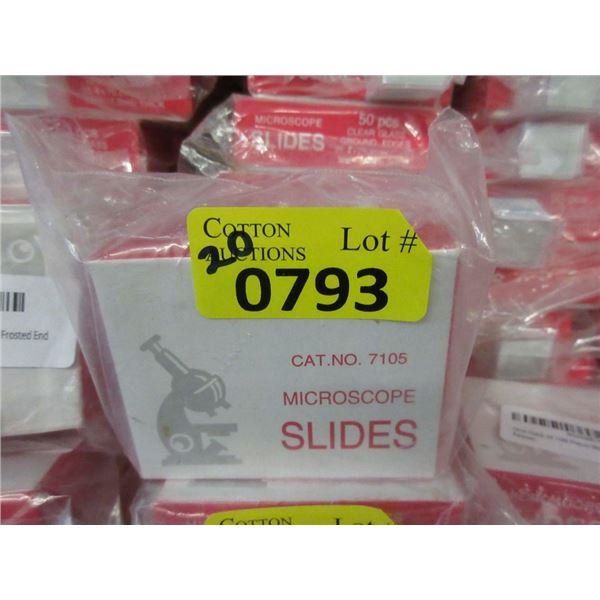 MICROSCOPE
SLIDES
50 pcs
CLEAR GLASS
GROUND EDGES
COTTON
AUCTIONS
20
Lot #
0793
CAT.NO. 7105
MICROSCOPE
SLIDES
Frosted End
COTTON